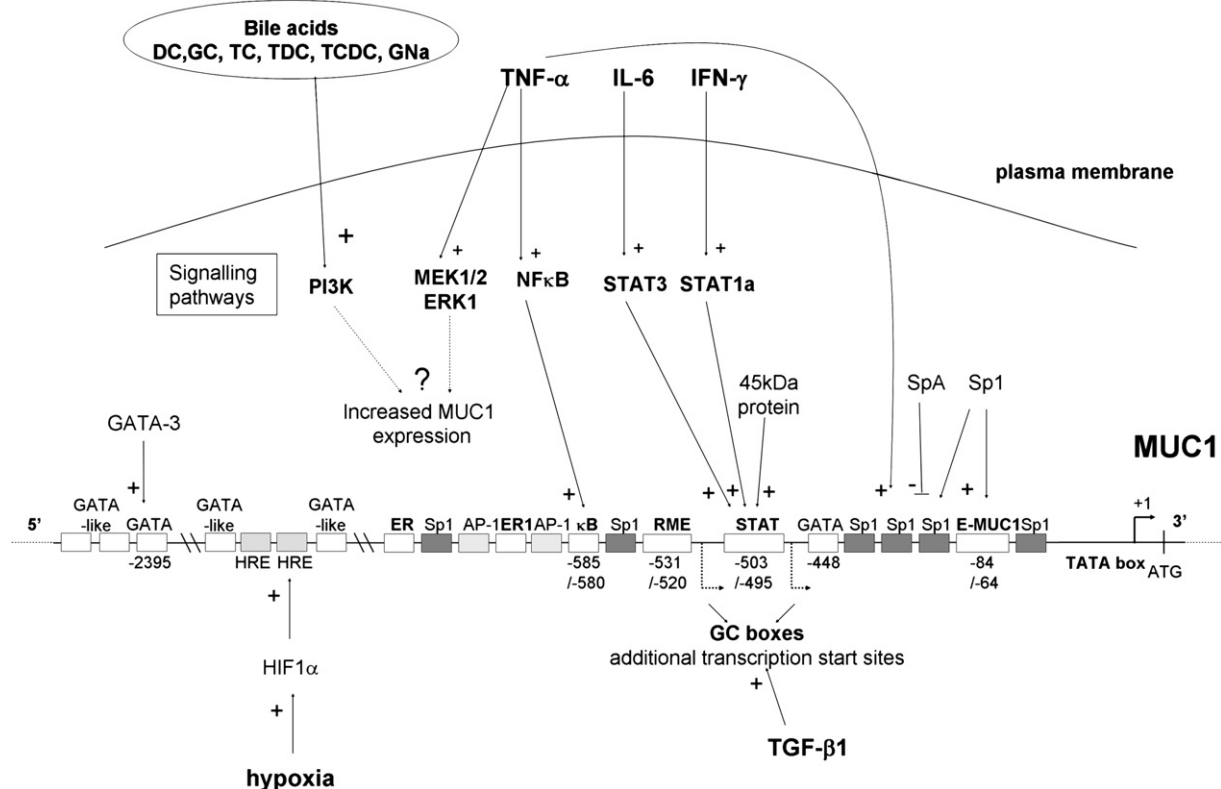 Bile acids
DC,GC, TC, TDC, TCDC, GNa
TNF-α IL-6 IFN-γ
plasma membrane
+
+ + + +
Signalling
pathways
PI3K
MEK1/2
ERK1
NFκB
STAT3
STAT1a
?
Increased MUC1
expression
45kDa
protein
SpA Sp1
GATA-3
MUC1
+ + + + + + - + +1
5’
GATA
-like
GATA
GATA
-like
GATA
-like
ER Sp1 AP-1 ER1 AP-1 κB Sp1 RME STAT GATA Sp1 Sp1 Sp1 E-MUC1 Sp1
3’
-2395
HRE HRE
-585
/-580
-531
/-520
-503
/-495
-448
-84
/-64
TATA box
ATG
+
GC boxes
additional transcription start sites
HIF1α
+
+
TGF-β1
hypoxia